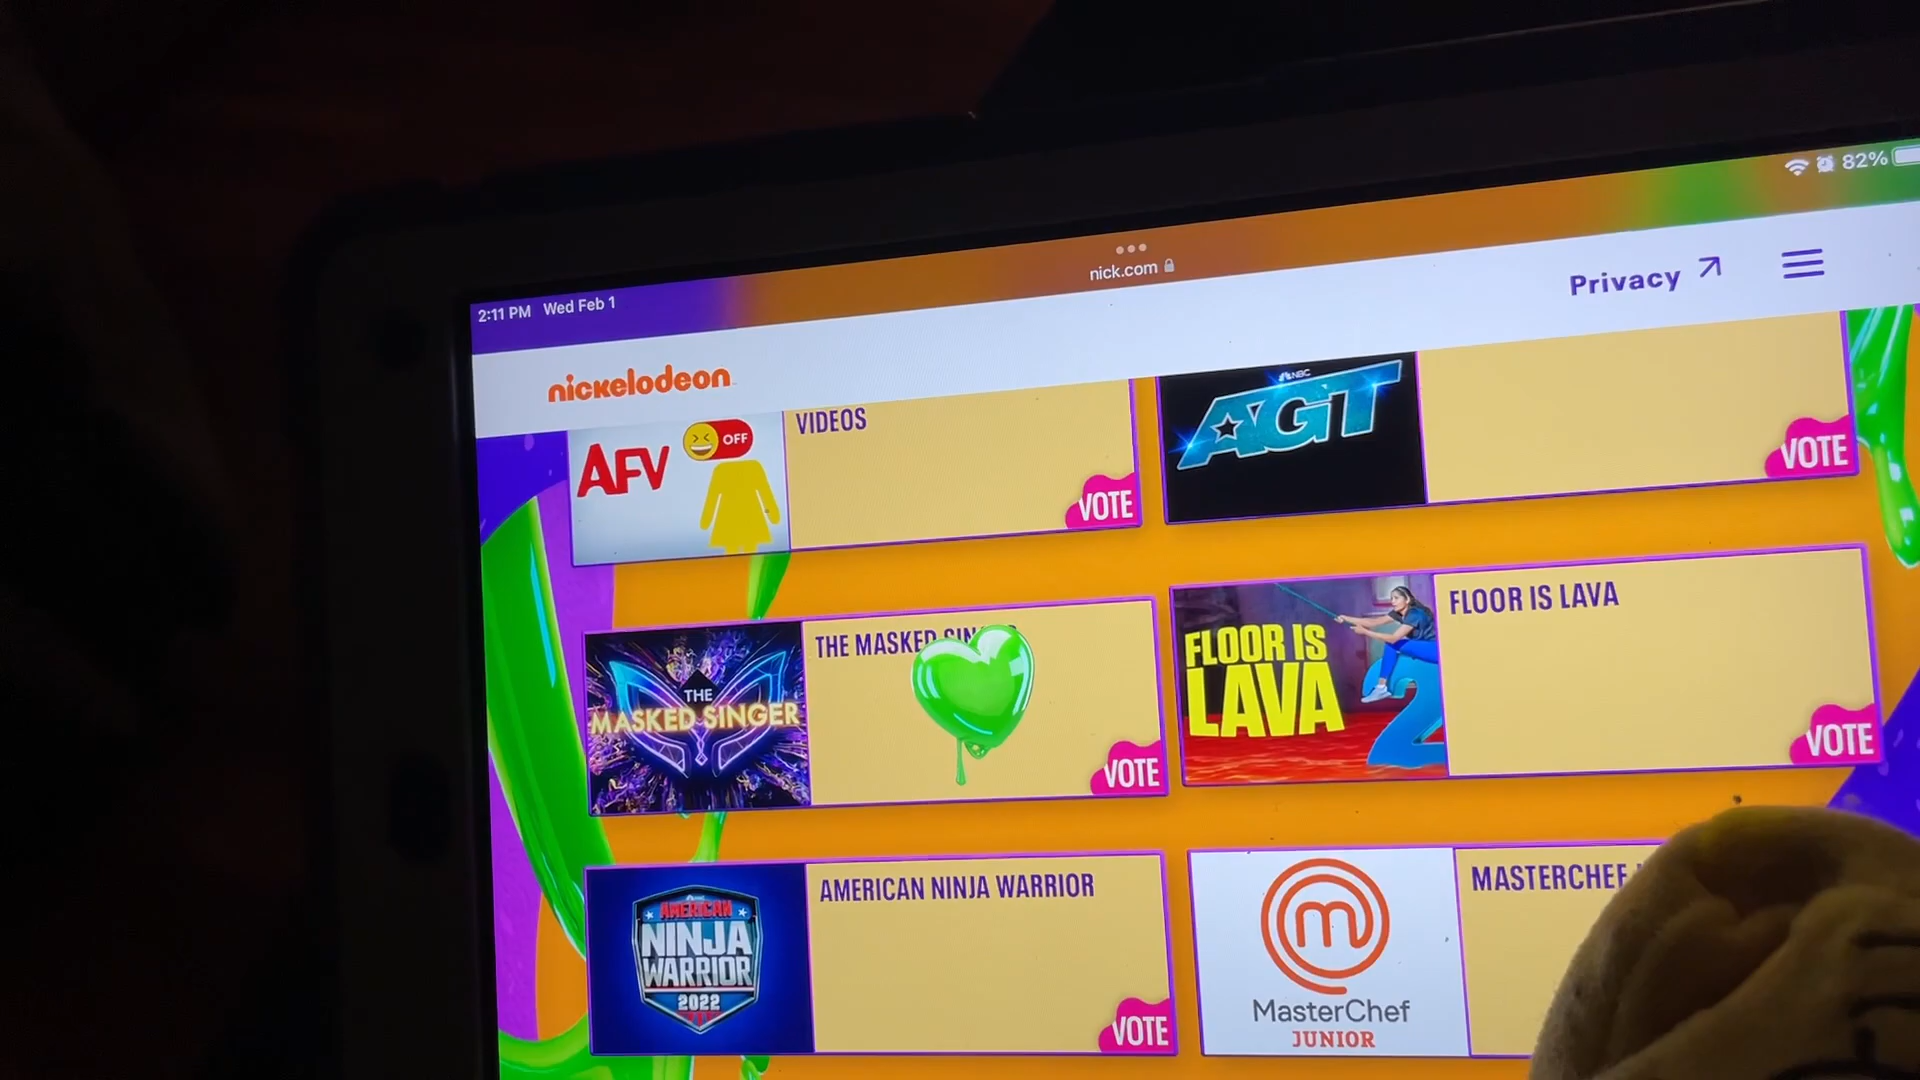 2:11 PM Wed Feb 1
nick.com
82%
nickelodeon
Privacy
AFV
OFF
VIDEOS
VOTE
NBC
AGT
VOTE
THE
MASKED SINGER
THE MASKED
VOTE
FLOOR IS
LAVA
2
FLOOR IS LAVA
VOTE
AMERICAN
NINJA
WARRIOR
2022
AMERICAN NINJA WARRIOR
VOTE
m
MasterChef
JUNIOR
MASTERCHEF